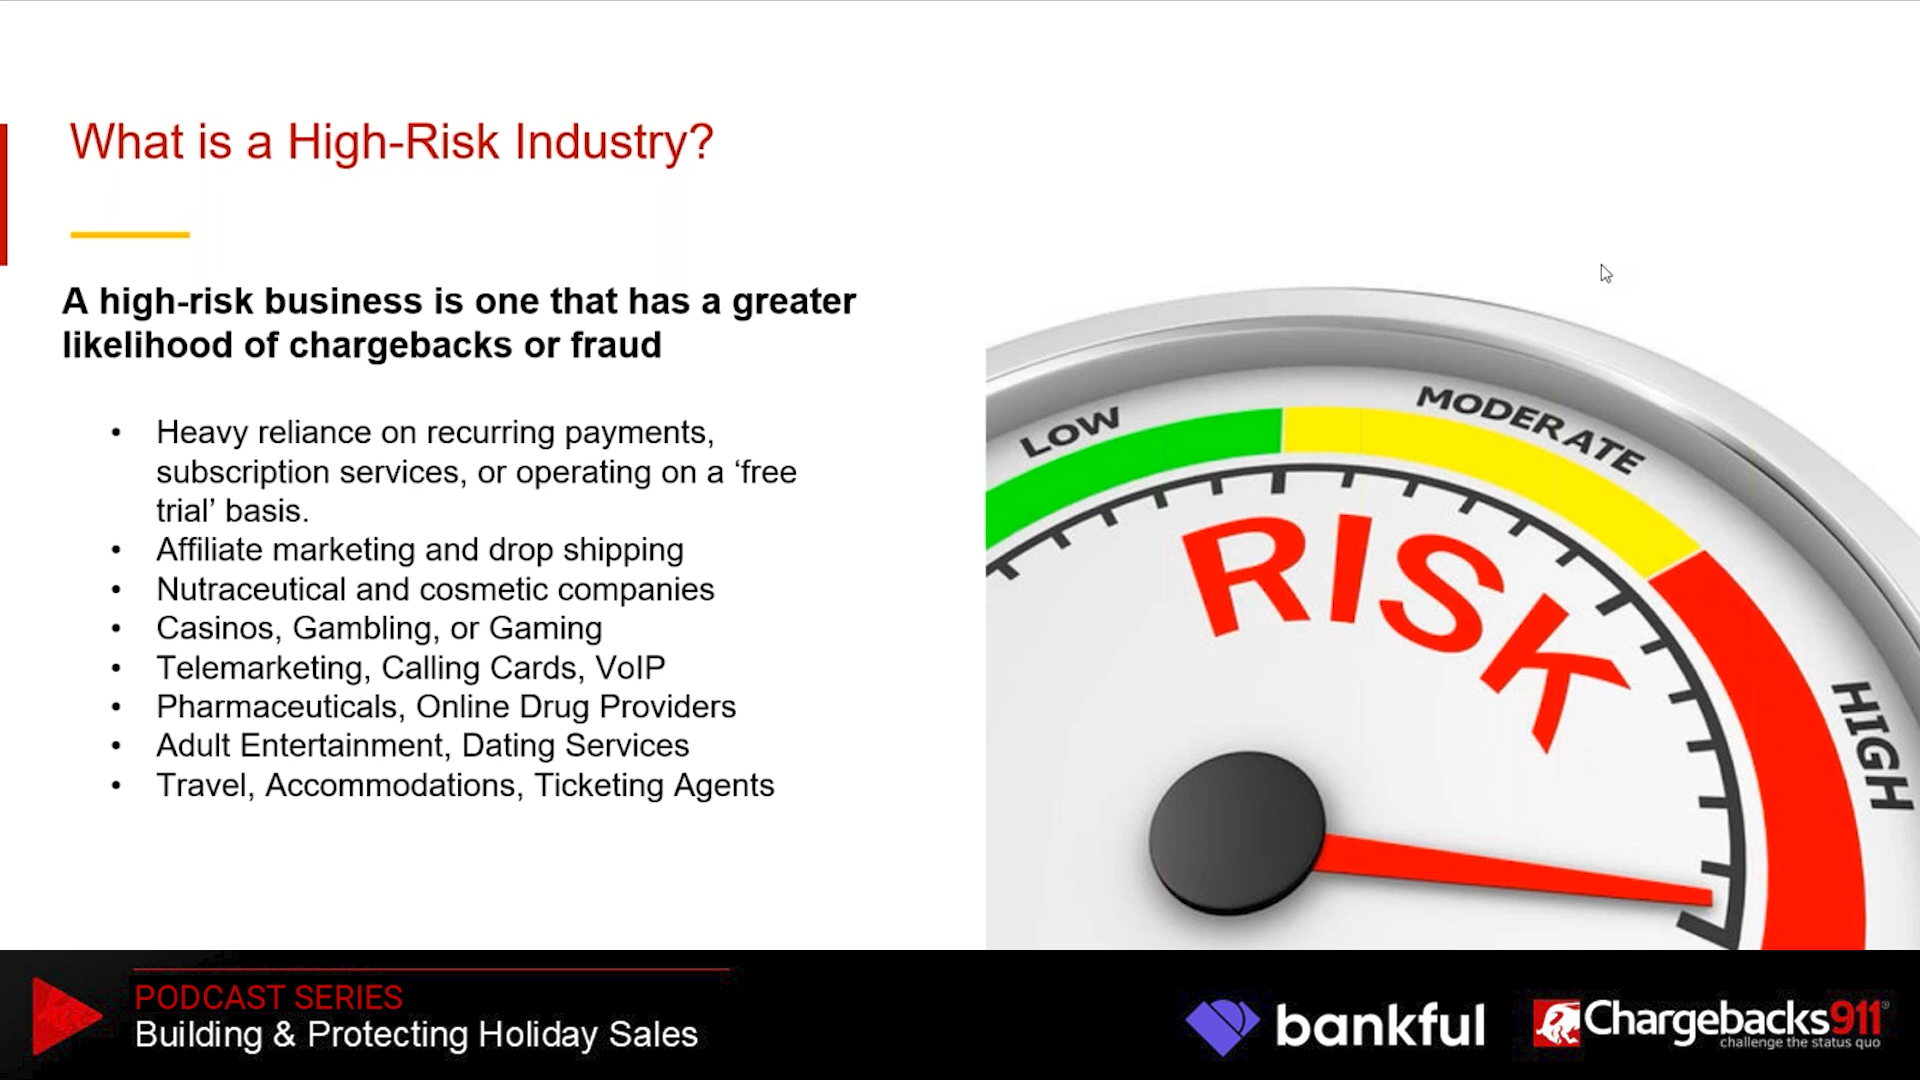 What is a High-Risk Industry?
A high-risk business is one that has a greater
likelihood of chargebacks or fraud
• Heavy reliance on recurring payments,
subscription services, or operating on a ‘free
trial’ basis.
• Affiliate marketing and drop shipping
• Nutraceutical and cosmetic companies
• Casinos, Gambling, or Gaming
• Telemarketing, Calling Cards, VoIP
• Pharmaceuticals, Online Drug Providers
• Adult Entertainment, Dating Services
• Travel, Accommodations, Ticketing Agents
LOW
MODERATE
HIGH
RISK
PODCAST SERIES
Building & Protecting Holiday Sales
bankful
Chargebacks911®
challenge the status quo